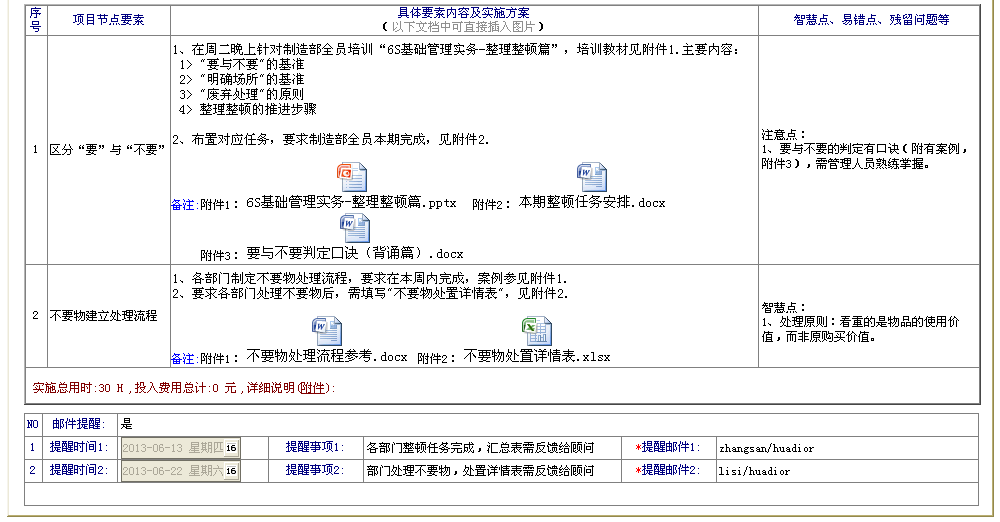 序号 项目节点要素 具体要素内容及实施方案 智慧点、易错点、残留问题等
（以下文档中可直接插入图片）
1 区分“要”与“不要”
1、在周二晚上针对制造部全员培训“6S基础管理实务-整理整顿篇”，培训教材见附件1.主要内容：
1> “要与不要”的基准
2> “明确场所”的基准
3> “废弃处理”的原则
4> 整理整顿的推进步骤
2、布置对应任务，要求制造部全员本期完成，见附件2.
备注:附件1：6S基础管理实务-整理整顿篇.pptx 附件2：本期整顿任务安排.docx
附件3：要与不要判定口诀（背诵篇）.docx
注意点：
1、要与不要的判定有口诀（附有案例，
附件3），需管理人员熟练掌握。
2 不要物建立处理流程
1、各部门制定不要物处理流程，要求在本周内完成，案例参见附件1.
2、要求各部门处理不要物后，需填写“不要物处置详情表”，见附件2.
备注:附件1：不要物处理流程参考.docx 附件2：不要物处置详情表.xlsx
智慧点：
1、处理原则：看重的是物品的使用价
值，而非原购买价值。
实施总用时:30 H ,投入费用总计:0 元 ,详细说明(附件):
NO 邮件提醒: 是
1 提醒时间1: 2013-06-13 星期四 16 提醒事项1: 各部门整顿任务完成，汇总表需反馈给顾问 *提醒邮件1: zhangsan/huadior
2 提醒时间2: 2013-06-22 星期六 16 提醒事项2: 部门处理不要物，处置详情表需反馈给顾问 *提醒邮件2: lisi/huadior